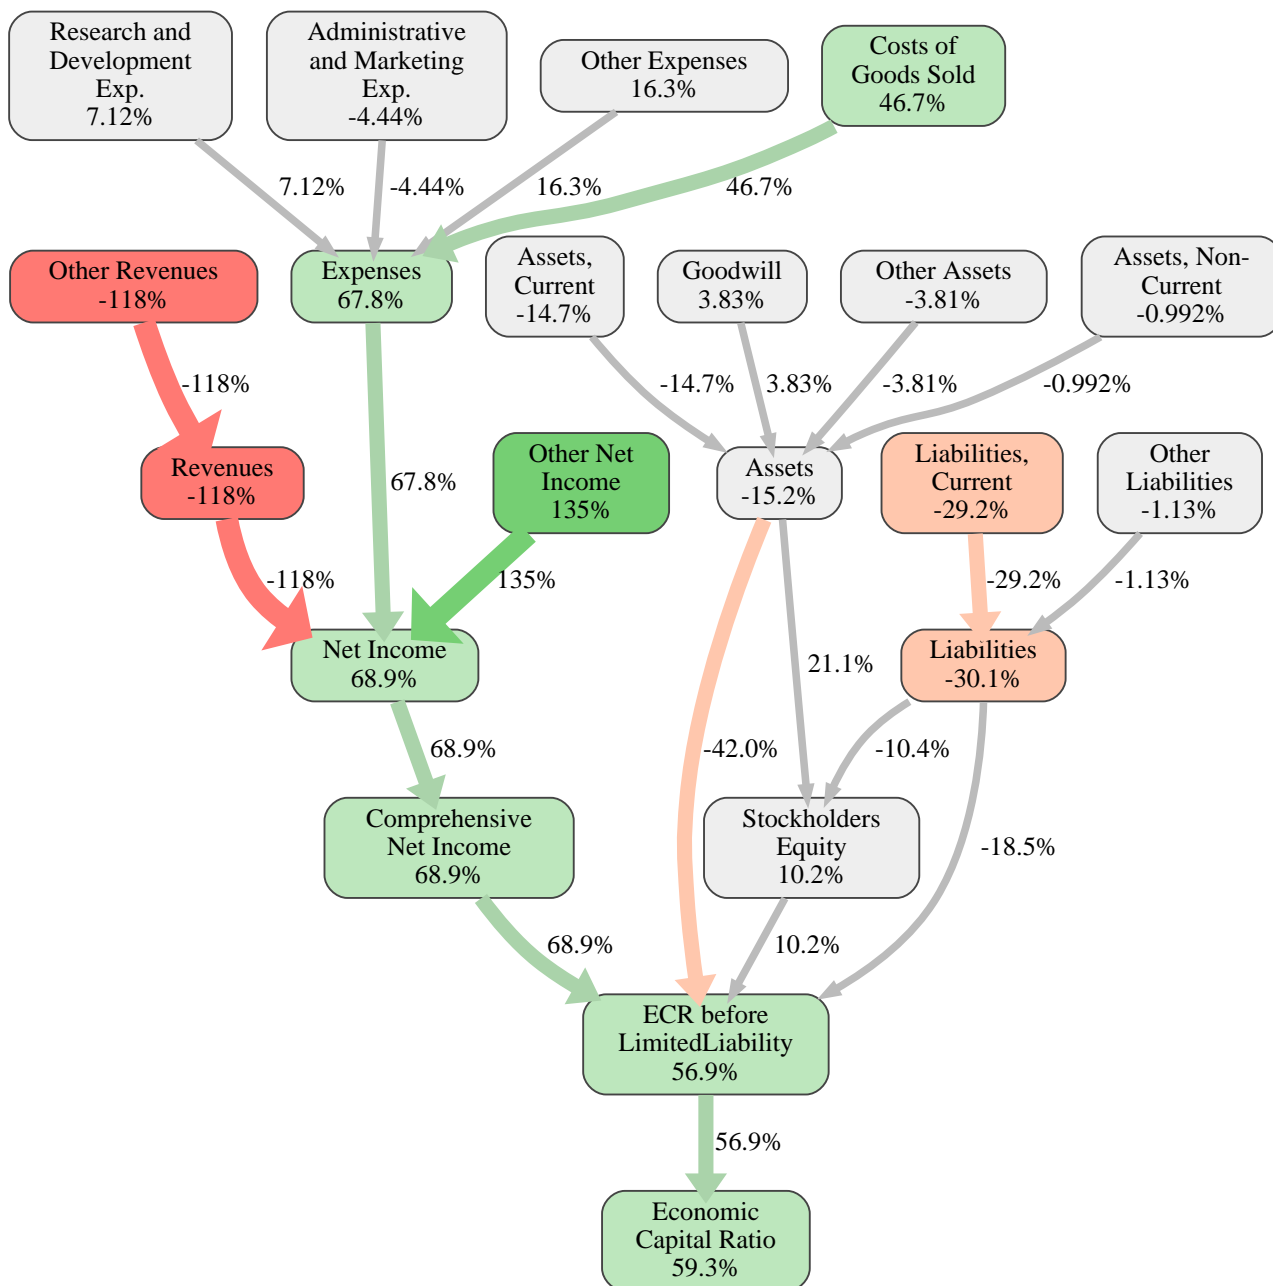 Research and
Development
Exp.
7.12%
Administrative
and Marketing
Exp.
-4.44%
Other Expenses
16.3%
Costs of
Goods Sold
46.7%
7.12%
-4.44%
16.3%
46.7%
Other Revenues
-118%
Expenses
67.8%
Assets,
Current
-14.7%
Goodwill
3.83%
Other Assets
-3.81%
Assets, Non-
Current
-0.992%
-118%
-14.7%
3.83%
-3.81%
-0.992%
Revenues
-118%
67.8%
Other Net
Income
135%
Assets
-15.2%
Liabilities,
Current
-29.2%
Other
Liabilities
-1.13%
-118%
135%
-29.2%
-1.13%
Net Income
68.9%
21.1%
Liabilities
-30.1%
68.9%
-42.0%
-10.4%
Comprehensive
Net Income
68.9%
Stockholders
Equity
10.2%
-18.5%
68.9%
10.2%
ECR before
LimitedLiability
56.9%
56.9%
Economic
Capital Ratio
59.3%